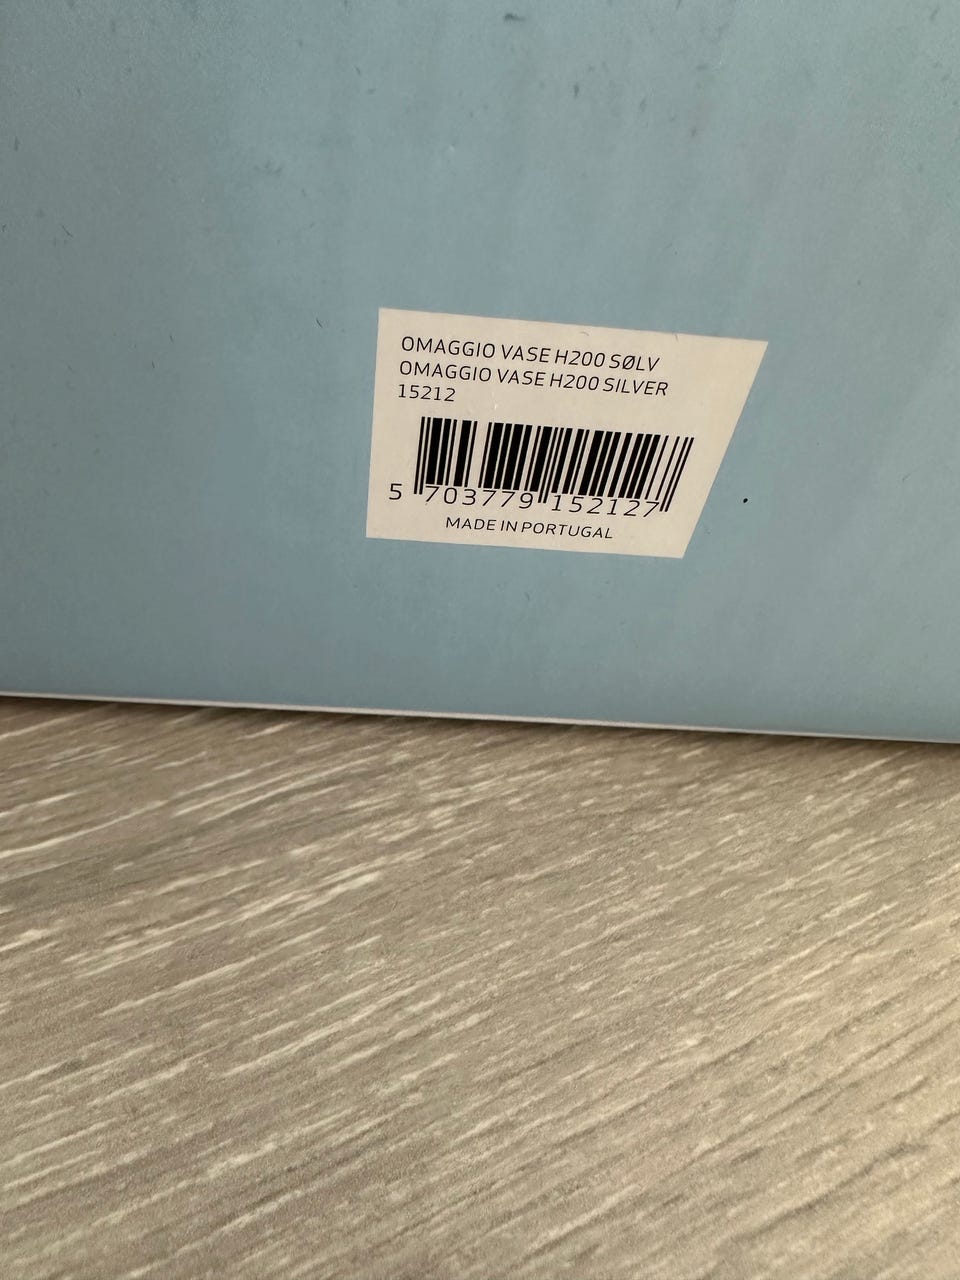 OMAGGIO VASE H200 SØLV
OMAGGIO VASE H200 SILVER
15212
5 703779 152127
MADE IN PORTUGAL